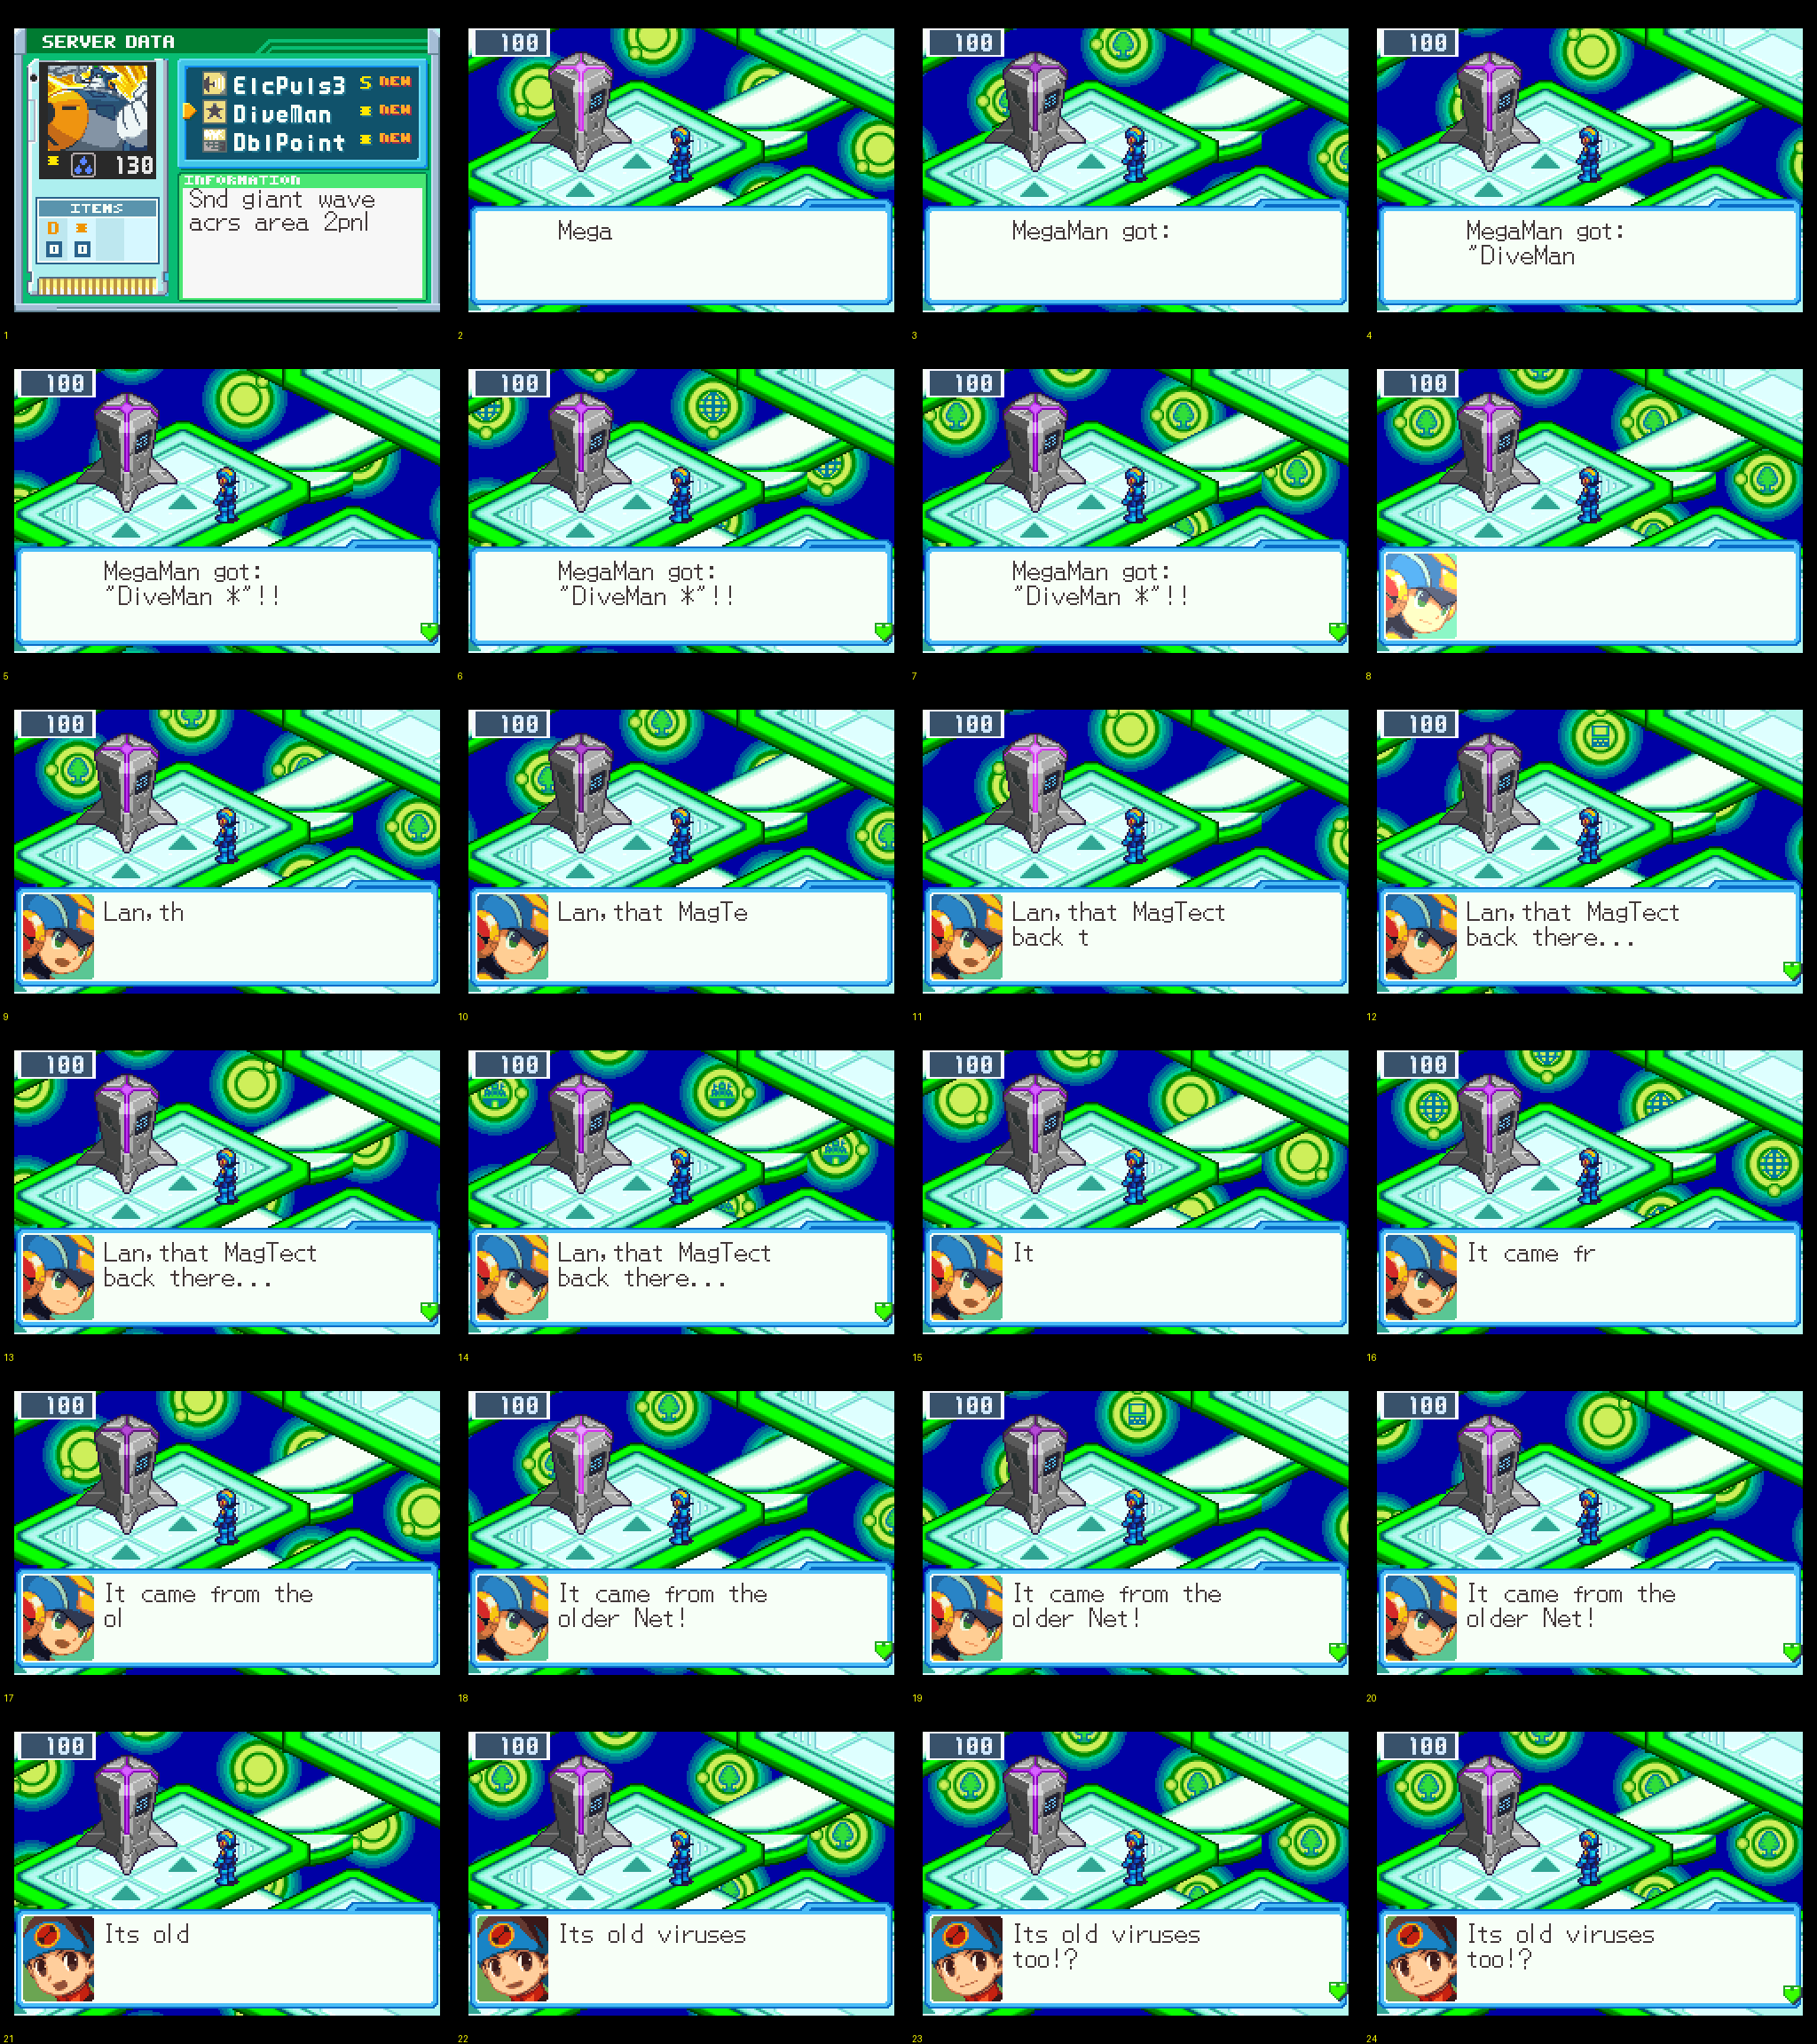 SERVER DATA
ElcPuls3 S NEW
DiveMan * NEW
DblPoint * NEW
130
INFORMATION
Snd giant wave
acrs area 2pnl
ITEMS
D *
0 0
1
100
Mega
2
100
MegaMan got:
3
100
MegaMan got:
"DiveMan
4
100
MegaMan got:
"DiveMan *"!!
5
100
MegaMan got:
"DiveMan *"!!
6
100
MegaMan got:
"DiveMan *"!!
7
100
8
100
Lan,th
9
100
Lan,that MagTe
10
100
Lan,that MagTect
back t
11
100
Lan,that MagTect
back there...
12
100
Lan,that MagTect
back there...
13
100
Lan,that MagTect
back there...
14
100
It
15
100
It came fr
16
100
It came from the
ol
17
100
It came from the
older Net!
18
100
It came from the
older Net!
19
100
It came from the
older Net!
20
100
Its old
21
100
Its old viruses
22
100
Its old viruses
too!?
23
100
Its old viruses
too!?
24